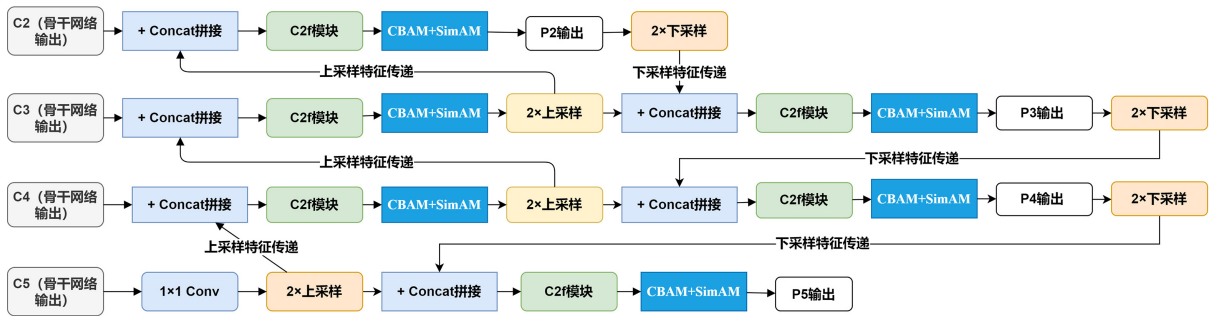 C2（骨干网络
输出）
+ Concat拼接
C2f模块
CBAM+SimAM
P2输出
2×下采样
上采样特征传递
下采样特征传递
C3（骨干网络
输出）
+ Concat拼接
C2f模块
CBAM+SimAM
2×上采样
+ Concat拼接
C2f模块
CBAM+SimAM
P3输出
2×下采样
上采样特征传递
下采样特征传递
C4（骨干网络
输出）
+ Concat拼接
C2f模块
CBAM+SimAM
2×上采样
+ Concat拼接
C2f模块
CBAM+SimAM
P4输出
2×下采样
上采样特征传递
下采样特征传递
C5（骨干网络
输出）
1×1 Conv
2×上采样
+ Concat拼接
C2f模块
CBAM+SimAM
P5输出